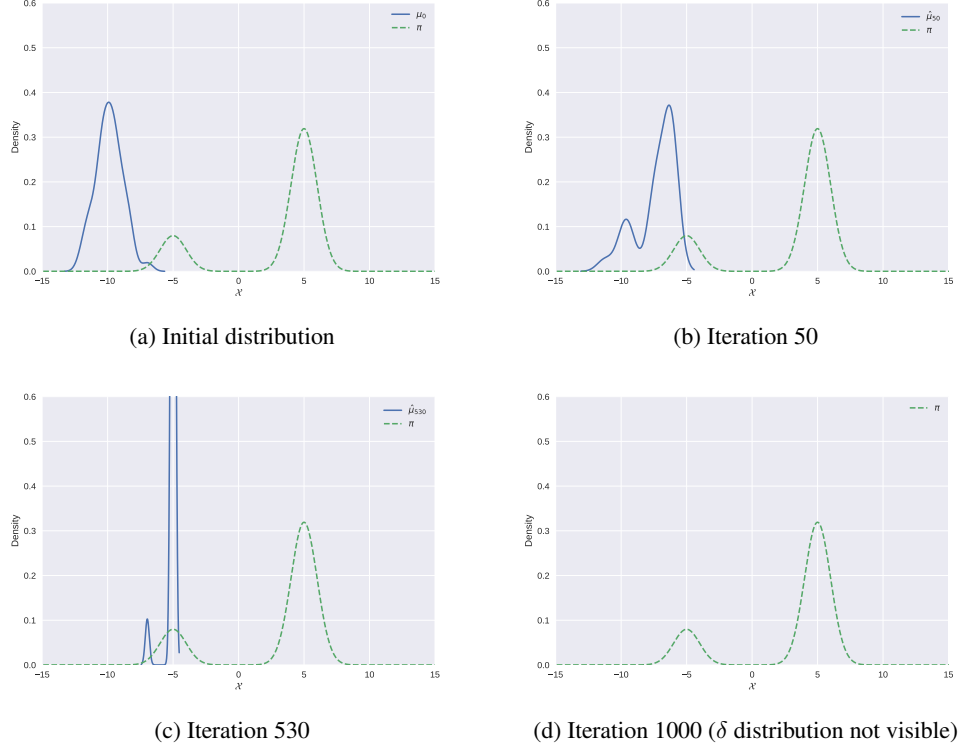 0.6
0.5
0.4
0.3
0.2
0.1
0.0
Density
−15 −10 −5 0 5 10 15
𝒳
μ₀
π
(a) Initial distribution
0.6
0.5
0.4
0.3
0.2
0.1
0.0
Density
−15 −10 −5 0 5 10 15
𝒳
μ̂₅₀
π
(b) Iteration 50
0.6
0.5
0.4
0.3
0.2
0.1
0.0
Density
−15 −10 −5 0 5 10 15
𝒳
μ̂₅₃₀
π
(c) Iteration 530
0.6
0.5
0.4
0.3
0.2
0.1
0.0
Density
−15 −10 −5 0 5 10 15
𝒳
π
(d) Iteration 1000 (δ distribution not visible)